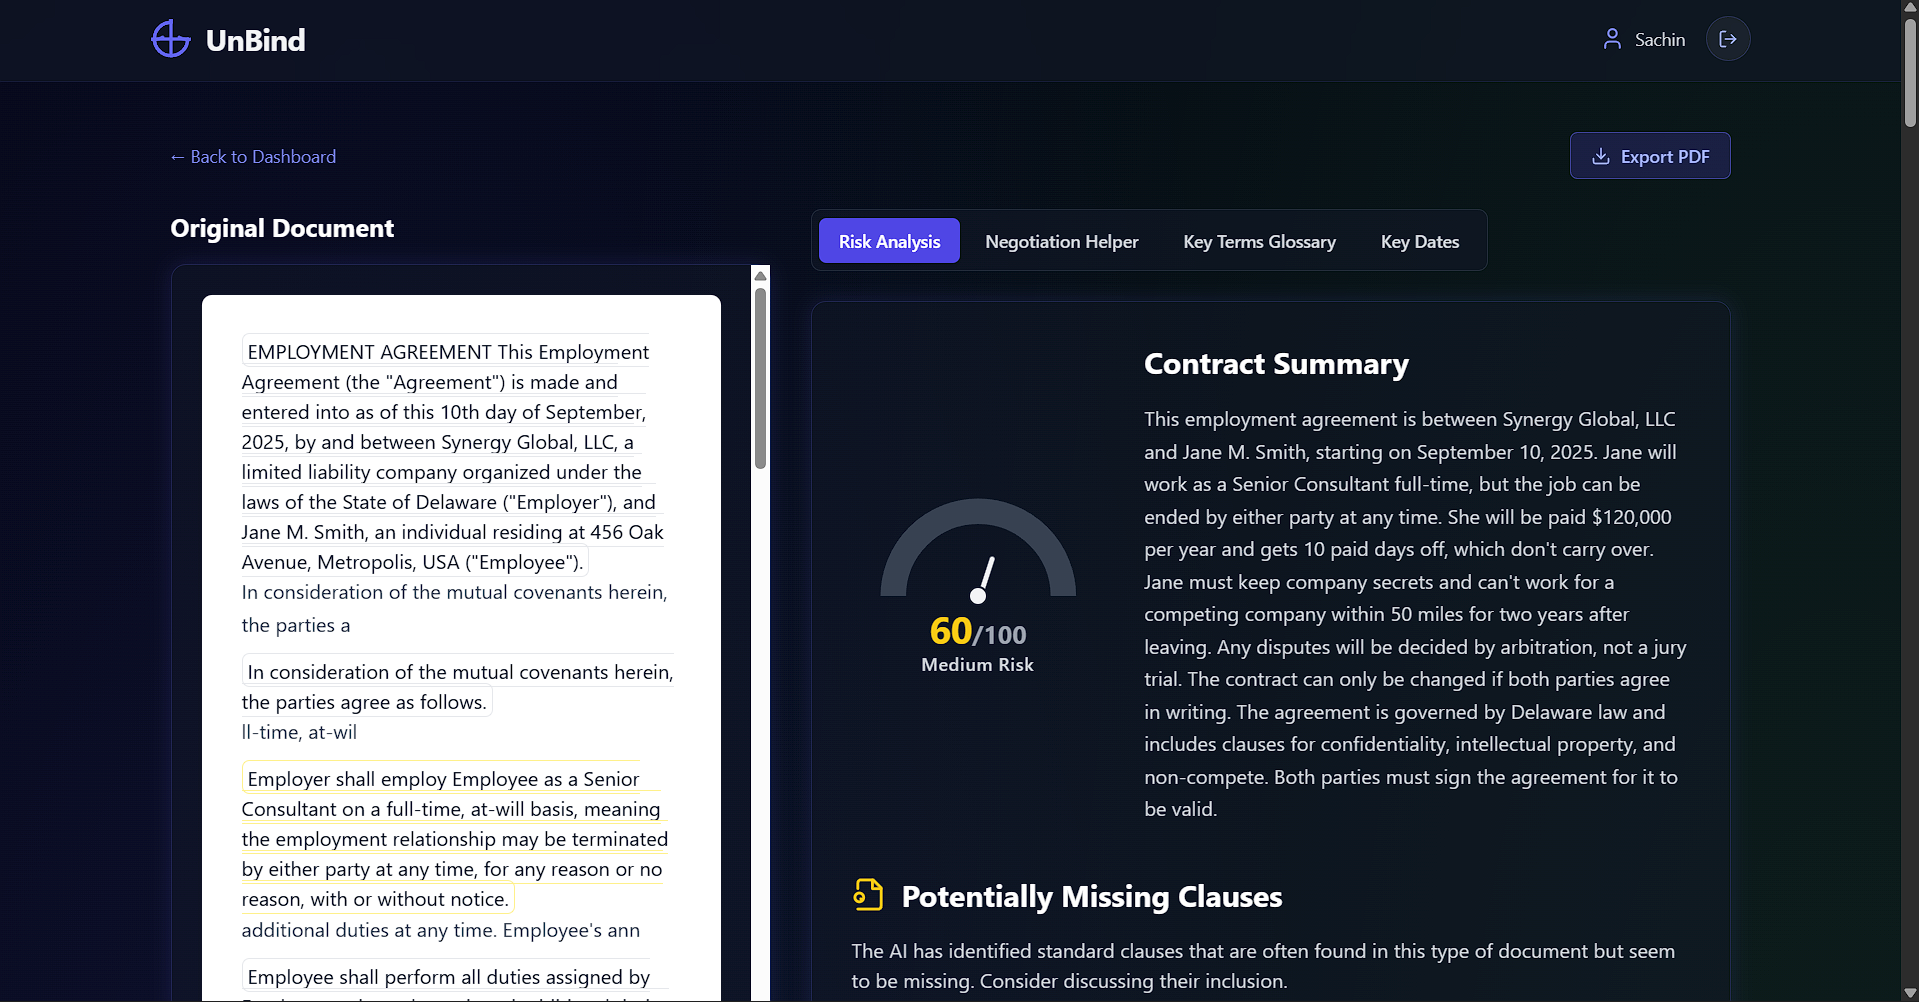 UnBind
Sachin
← Back to Dashboard
Export PDF
Original Document
EMPLOYMENT AGREEMENT This Employment
Agreement (the "Agreement") is made and
entered into as of this 10th day of September,
2025, by and between Synergy Global, LLC, a
limited liability company organized under the
laws of the State of Delaware ("Employer"), and
Jane M. Smith, an individual residing at 456 Oak
Avenue, Metropolis, USA ("Employee").
In consideration of the mutual covenants herein,
the parties a
In consideration of the mutual covenants herein,
the parties agree as follows.
ll-time, at-wil
Employer shall employ Employee as a Senior
Consultant on a full-time, at-will basis, meaning
the employment relationship may be terminated
by either party at any time, for any reason or no
reason, with or without notice.
additional duties at any time. Employee's ann
Employee shall perform all duties assigned by
Risk Analysis
Negotiation Helper
Key Terms Glossary
Key Dates
60/100
Medium Risk
Contract Summary
This employment agreement is between Synergy Global, LLC
and Jane M. Smith, starting on September 10, 2025. Jane will
work as a Senior Consultant full-time, but the job can be
ended by either party at any time. She will be paid $120,000
per year and gets 10 paid days off, which don't carry over.
Jane must keep company secrets and can't work for a
competing company within 50 miles for two years after
leaving. Any disputes will be decided by arbitration, not a jury
trial. The contract can only be changed if both parties agree
in writing. The agreement is governed by Delaware law and
includes clauses for confidentiality, intellectual property, and
non-compete. Both parties must sign the agreement for it to
be valid.
Potentially Missing Clauses
The AI has identified standard clauses that are often found in this type of document but seem
to be missing. Consider discussing their inclusion.